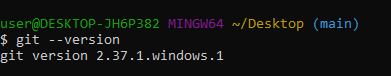 user@DESKTOP-JH6P382 MINGW64 ~/Desktop (main)
$ git --version
git version 2.37.1.windows.1